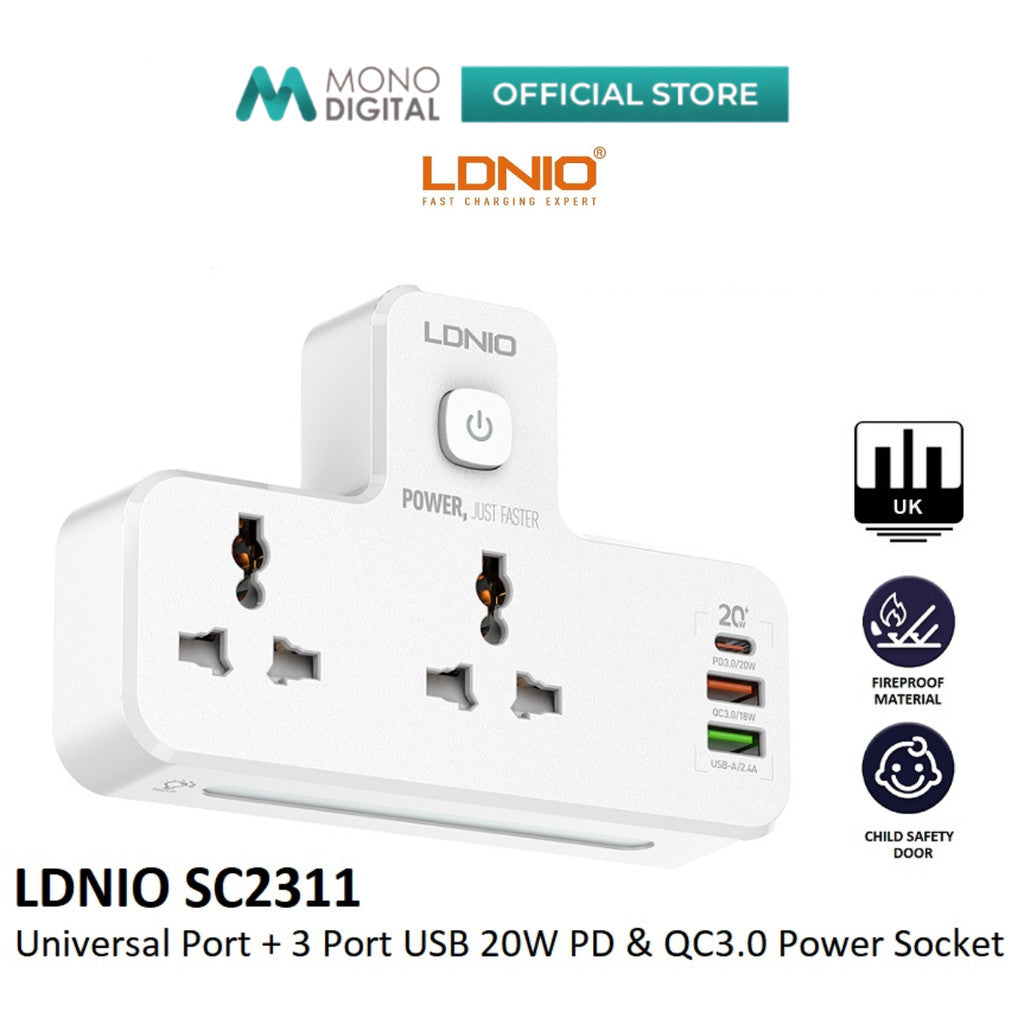 MONO
DIGITAL
OFFICIAL STORE
LDNIO®
FAST CHARGING EXPERT
LDNIO
POWER, JUST FASTER
20W+
PD3.0/20W
QC3.0/18W
USB-A/2.4A
UK
FIREPROOF
MATERIAL
CHILD SAFETY
DOOR
LDNIO SC2311
Universal Port + 3 Port USB 20W PD & QC3.0 Power Socket